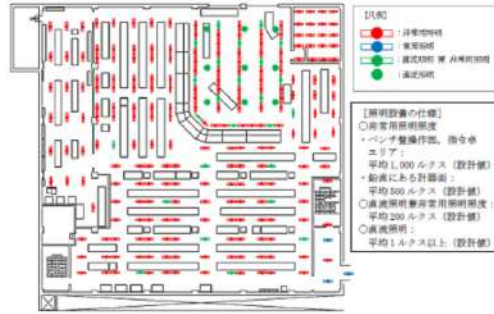 【凡例】
：非常用照明
：常用照明
：直流照明 兼 非常用照明
：直流照明
［照明設備の仕様］
○非常用照明照度
・ベンチ盤操作面、指令卓
エリア：
平均1,000ルクス（設計値）
・鉛直にある計器面：
平均500ルクス（設計値）
○直流照明兼非常用照明照度：
平均200ルクス（設計値）
○直流照明：
平均1ルクス以上（設計値）